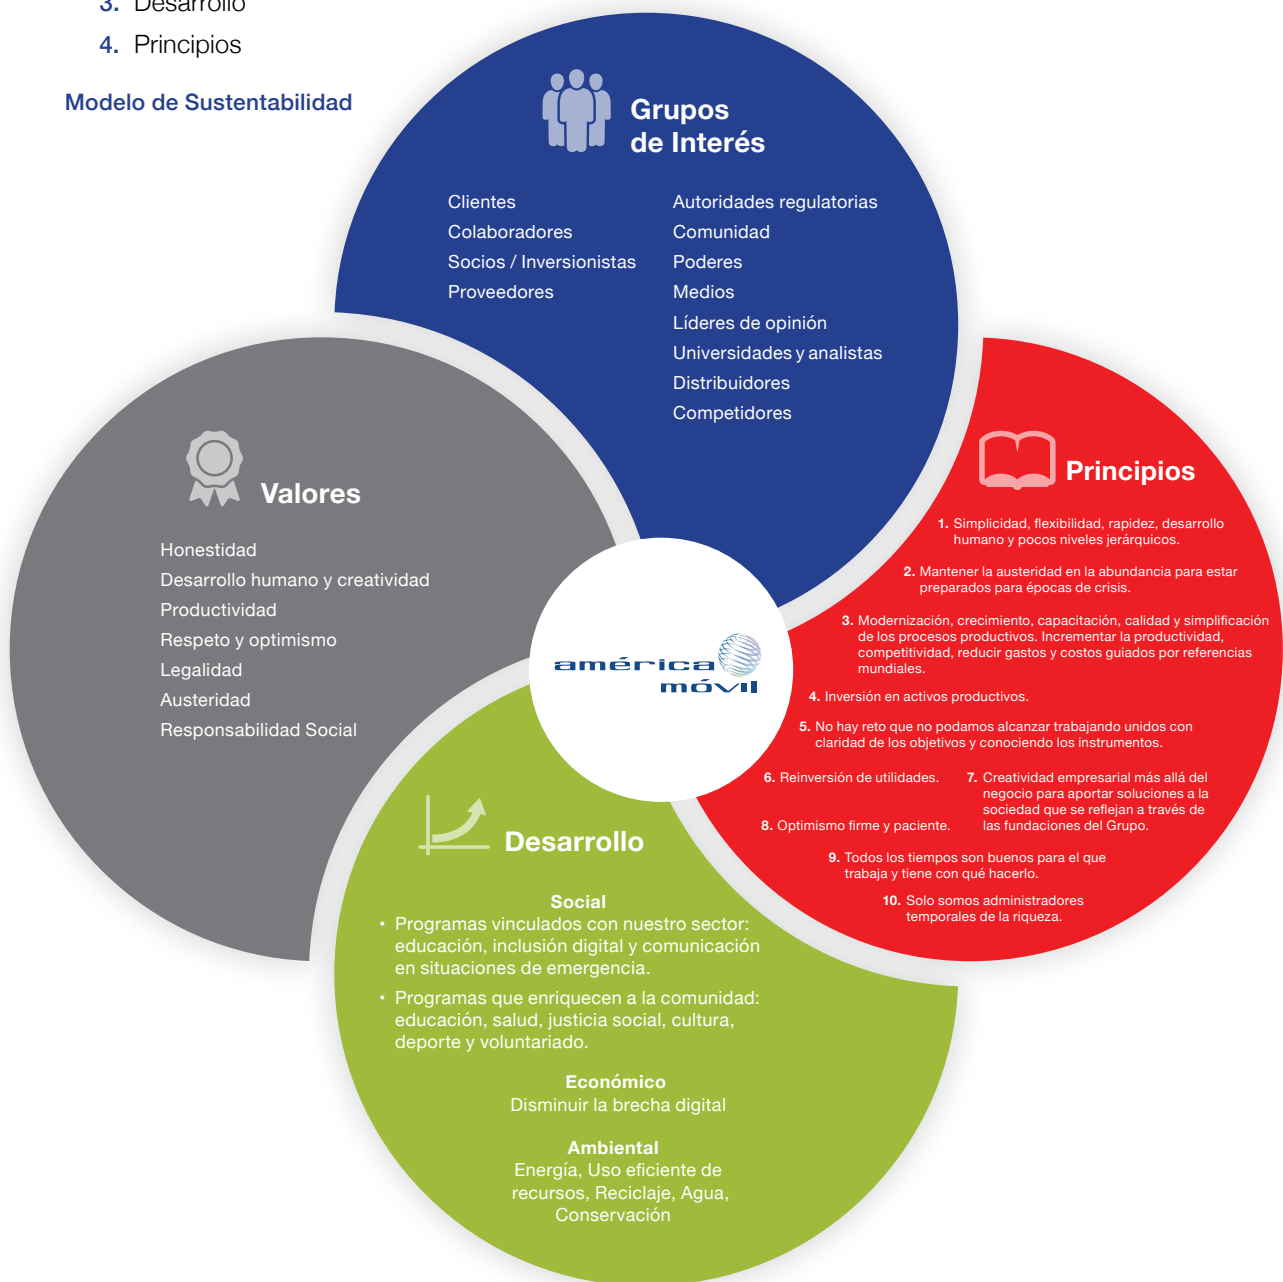 3. Desarrollo
4. Principios
Modelo de Sustentabilidad
Grupos
de Interés
Clientes
Colaboradores
Socios / Inversionistas
Proveedores
Autoridades regulatorias
Comunidad
Poderes
Medios
Líderes de opinión
Universidades y analistas
Distribuidores
Competidores
Valores
Honestidad
Desarrollo humano y creatividad
Productividad
Respeto y optimismo
Legalidad
Austeridad
Responsabilidad Social
américa
móvil
Principios
1. Simplicidad, flexibilidad, rapidez, desarrollo
humano y pocos niveles jerárquicos.
2. Mantener la austeridad en la abundancia para estar
preparados para épocas de crisis.
3. Modernización, crecimiento, capacitación, calidad y simplificación
de los procesos productivos. Incrementar la productividad,
competitividad, reducir gastos y costos guiados por referencias
mundiales.
4. Inversión en activos productivos.
5. No hay reto que no podamos alcanzar trabajando unidos con
claridad de los objetivos y conociendo los instrumentos.
6. Reinversión de utilidades.
7. Creatividad empresarial más allá del
negocio para aportar soluciones a la
sociedad que se reflejan a través de
las fundaciones del Grupo.
8. Optimismo firme y paciente.
9. Todos los tiempos son buenos para el que
trabaja y tiene con qué hacerlo.
10. Solo somos administradores
temporales de la riqueza.
Desarrollo
Social
• Programas vinculados con nuestro sector:
educación, inclusión digital y comunicación
en situaciones de emergencia.
• Programas que enriquecen a la comunidad:
educación, salud, justicia social, cultura,
deporte y voluntariado.
Económico
Disminuir la brecha digital
Ambiental
Energía, Uso eficiente de
recursos, Reciclaje, Agua,
Conservación